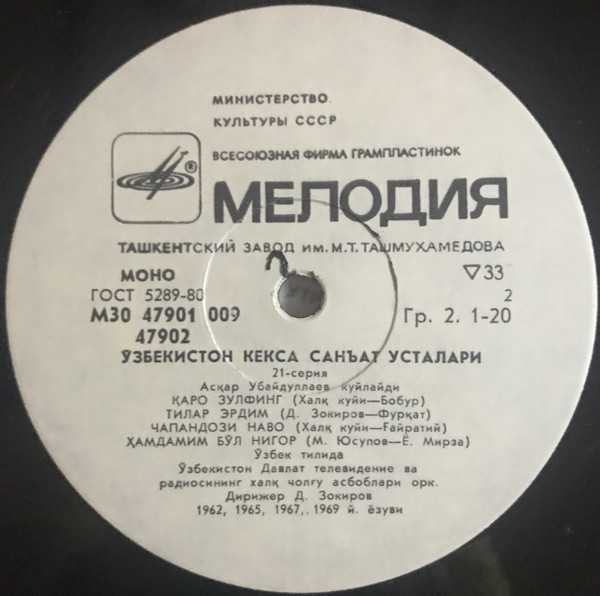 МИНИСТЕРСТВО
КУЛЬТУРЫ СССР
ВСЕСОЮЗНАЯ ФИРМА ГРАМПЛАСТИНОК
®
МЕЛОДИЯ
ТАШКЕНТСКИЙ ЗАВОД ИМ. М.Т. ТАШМУХАМЕДОВА
МОНО ▽33
ГОСТ 5289-80 2
М30 47901 009 Гр. 2. 1-20
47902
ЎЗБЕКИСТОН КЕКСА САНЪАТ УСТАЛАРИ
21-серия
Асқар Убайдуллаев куйлайди
ҚАРО ЗУЛФИНГ (Халқ куйи—Бобур)
ТИЛАР ЭРДИМ (Д. Зокиров—Фурқат)
ЧАПАНДОЗИ НАВО (Халқ куйи—Ғайратий)
ҲАМДАМИМ БЎЛ НИГОР (М. Юсупов—Ё. Мирза)
Ўзбек тилида
Ўзбекистон Давлат телевидение ва
радиосининг халқ чолғу асбоблари орк.
Дирижер Д. Зокиров
1962, 1965, 1967,. 1969 й. ёзуви